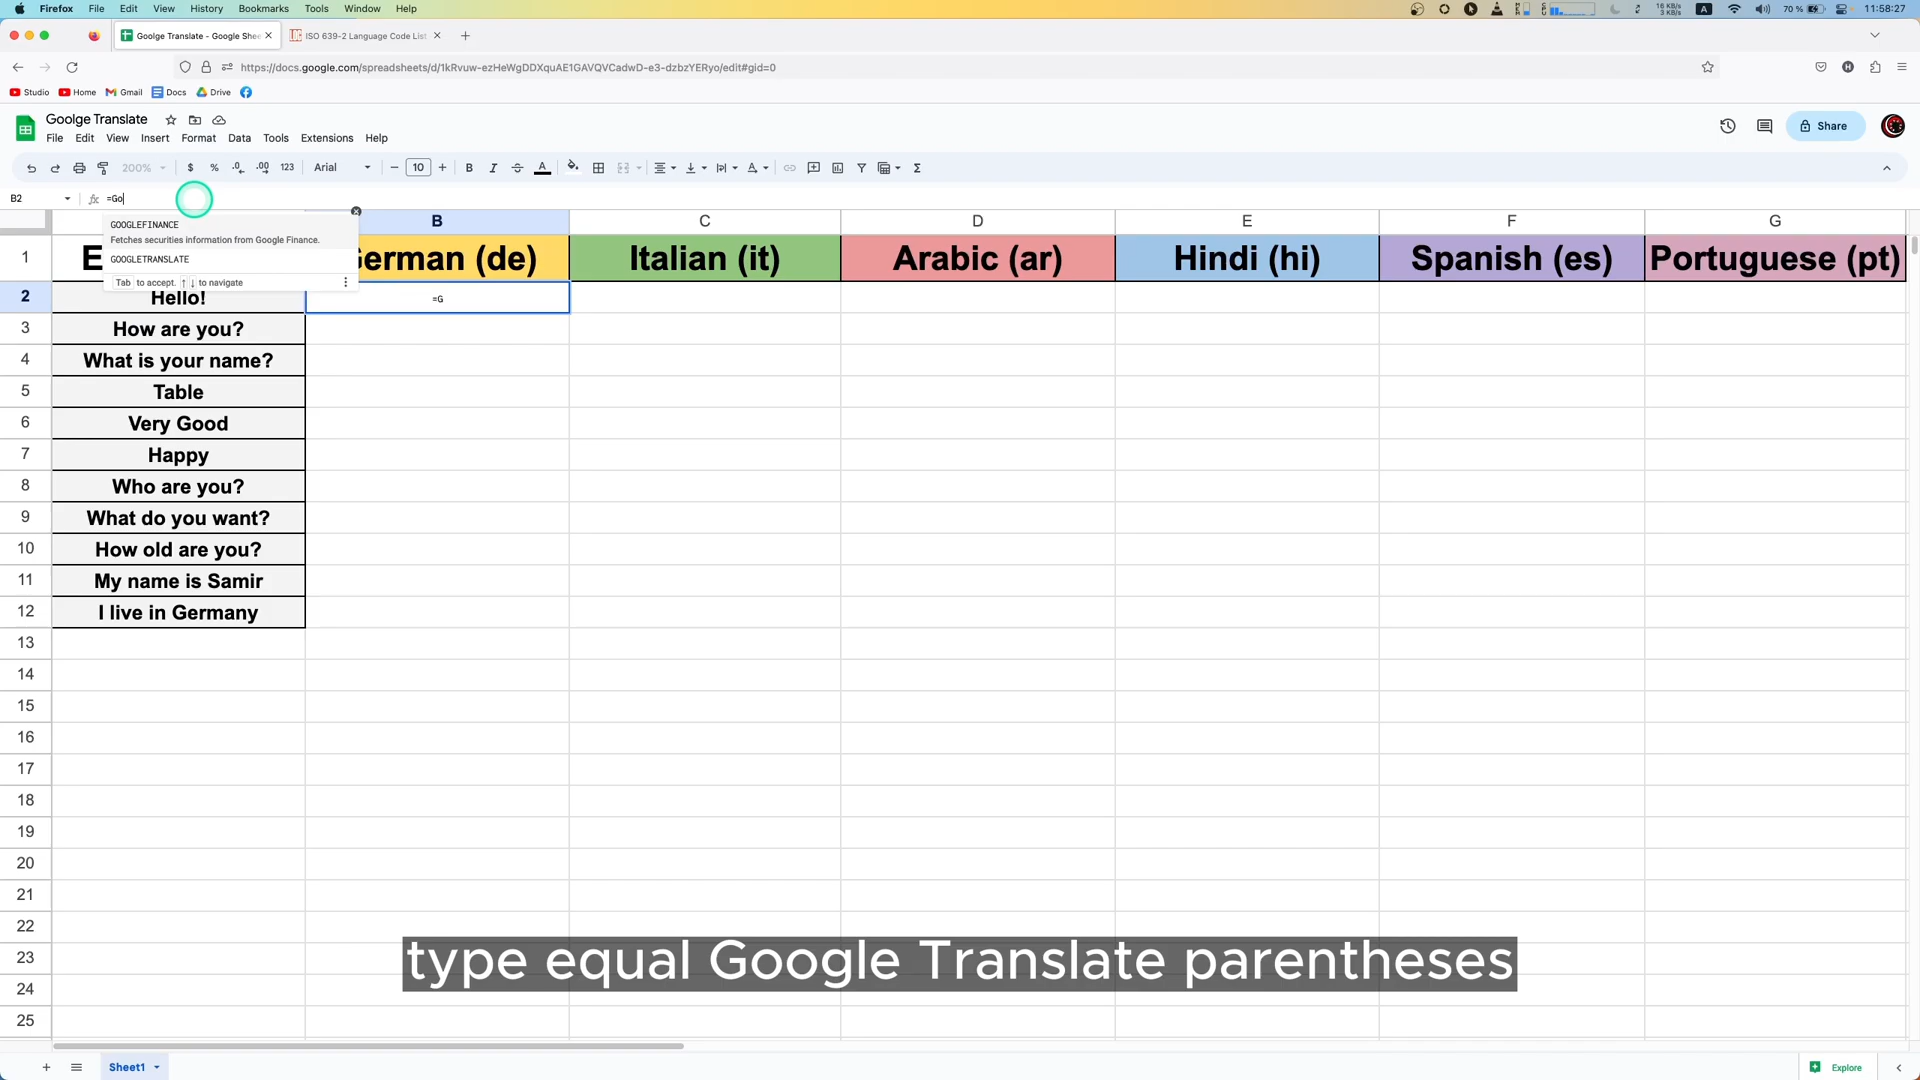 Firefox File Edit View History Bookmarks Tools Window Help
16 KB/s
3 KB/s
A
70 %
11:58:27
Goolge Translate - Google Shee
ISO 639-2 Language Code List
https://docs.google.com/spreadsheets/d/1kRvuw-ezHeWgDDXquAE1GAVQVCadwD-e3-dzbzYERyo/edit#gid=0
Studio Home Gmail Docs Drive
Goolge Translate
File Edit View Insert Format Data Tools Extensions Help
Share
200% $ % .0 .00 123 Arial 10 B I A
B2 fx =Go
GOOGLEFINANCE
Fetches securities information from Google Finance.
GOOGLETRANSLATE
Tab to accept. ↑ ↓ to navigate
B C D E F G
1 E erman (de) Italian (it) Arabic (ar) Hindi (hi) Spanish (es) Portuguese (pt)
2 Hello! =G
3 How are you?
4 What is your name?
5 Table
6 Very Good
7 Happy
8 Who are you?
9 What do you want?
10 How old are you?
11 My name is Samir
12 I live in Germany
13
14
15
16
17
18
19
20
21
22
23
24
25
type equal Google Translate parentheses
Sheet1
Explore